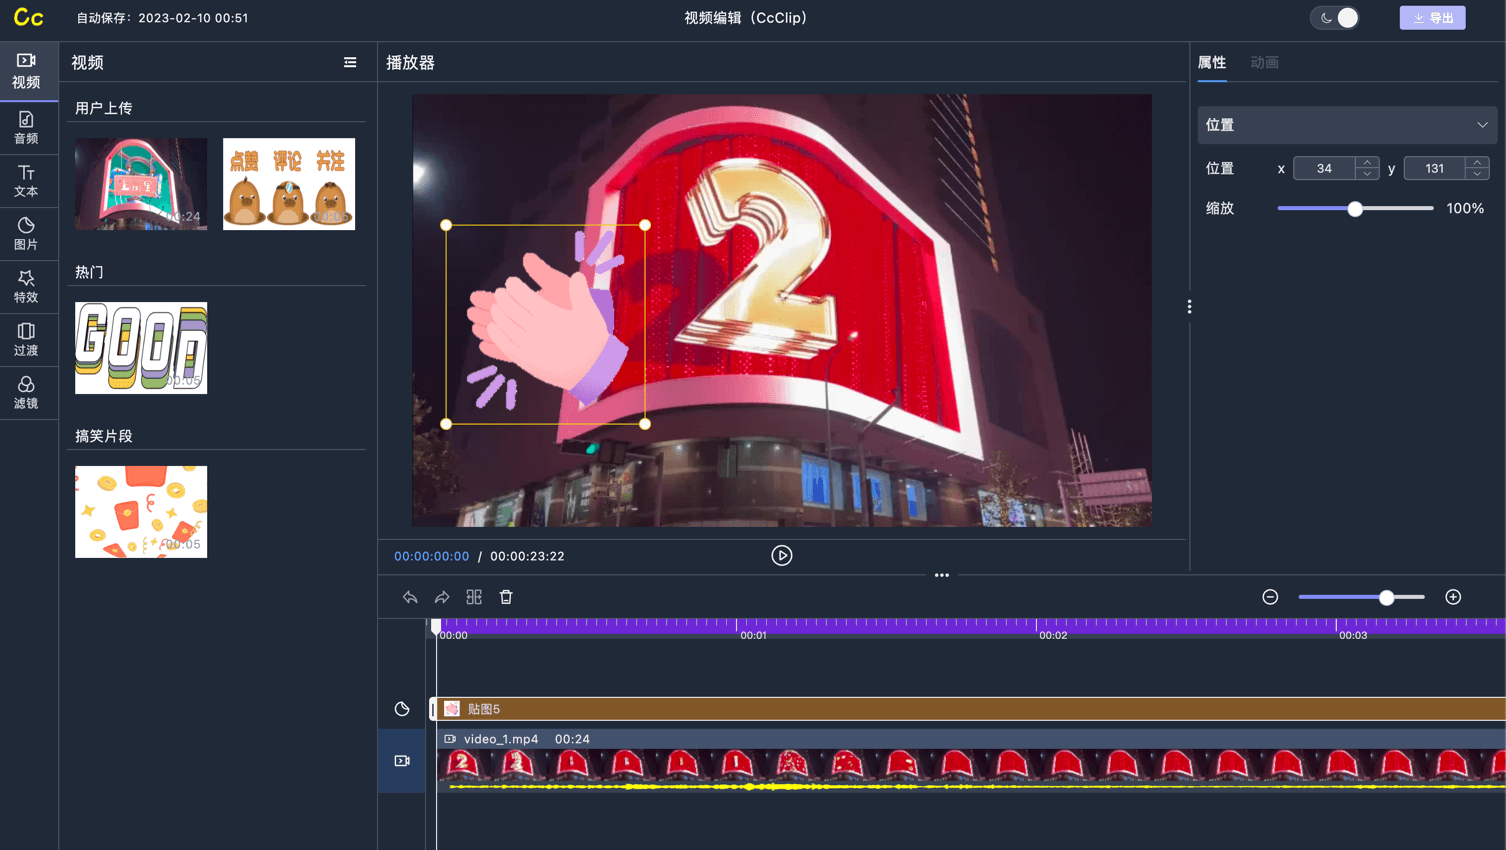 Cc
自动保存：2023-02-10 00:51
视频编辑（CcClip）
导出
视频
音频
文本
图片
特效
过渡
滤镜
视频
用户上传
00:24
点赞 评论 关注
热门
GOOD
00:05
搞笑片段
00:05
播放器
2
00:00:00:00 / 00:00:23:22
属性
动画
位置
位置 x 34 y 131
缩放 100%
00:00
00:01
00:02
00:03
贴图5
video_1.mp4 00:24